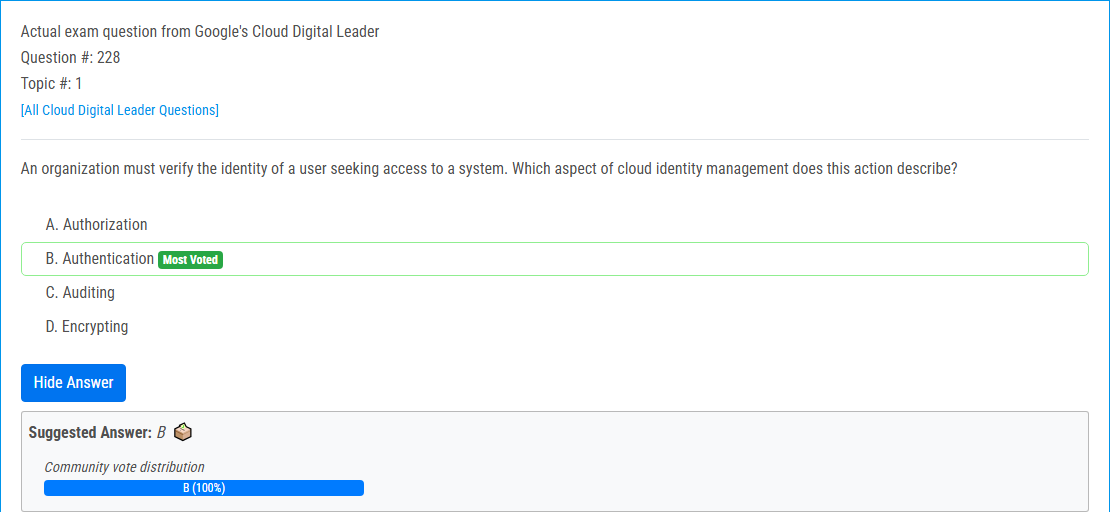 Actual exam question from Google's Cloud Digital Leader
Question #: 228
Topic #: 1
[All Cloud Digital Leader Questions]
An organization must verify the identity of a user seeking access to a system. Which aspect of cloud identity management does this action describe?
A. Authorization
B. Authentication Most Voted
C. Auditing
D. Encrypting
Hide Answer
Suggested Answer: B
Community vote distribution
B (100%)